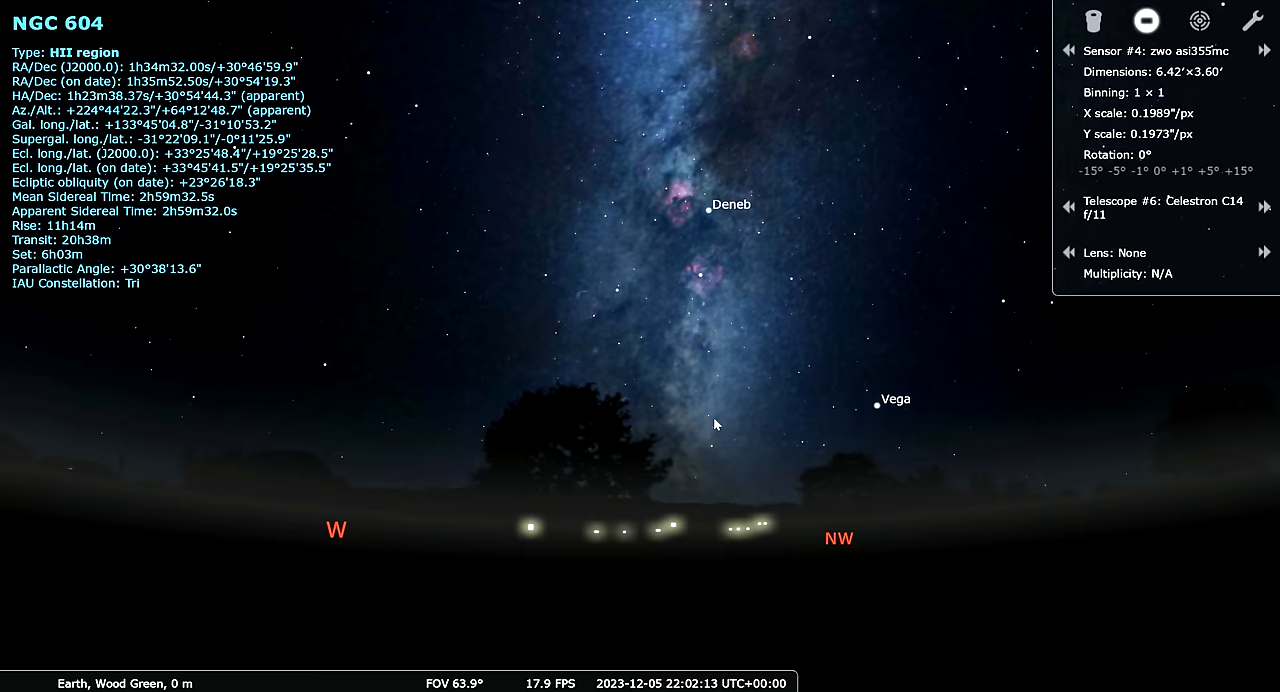 NGC 604
Type: HII region
RA/Dec (J2000.0): 1h34m32.00s/+30°46'59.9"
RA/Dec (on date): 1h35m52.50s/+30°54'19.3"
HA/Dec: 1h23m38.37s/+30°54'44.3" (apparent)
Az./Alt.: +224°44'22.3"/+64°12'48.7" (apparent)
Gal. long./lat.: +133°45'04.8"/-31°10'53.2"
Supergal. long./lat.: -31°22'09.1"/-0°11'25.9"
Ecl. long./lat. (J2000.0): +33°25'48.4"/+19°25'28.5"
Ecl. long./lat. (on date): +33°45'41.5"/+19°25'35.5"
Ecliptic obliquity (on date): +23°26'18.3"
Mean Sidereal Time: 2h59m32.5s
Apparent Sidereal Time: 2h59m32.0s
Rise: 11h14m
Transit: 20h38m
Set: 6h03m
Parallactic Angle: +30°38'13.6"
IAU Constellation: Tri
Sensor #4: zwo asi355mc
Dimensions: 6.42’×3.60’
Binning: 1 × 1
X scale: 0.1989"/px
Y scale: 0.1973"/px
Rotation: 0°
-15° -5° -1° 0° +1° +5° +15°
Telescope #6: Celestron C14
f/11
Lens: None
Multiplicity: N/A
Deneb
Vega
W
NW
Earth, Wood Green, 0 m
FOV 63.9°
17.9 FPS
2023-12-05 22:02:13 UTC+00:00